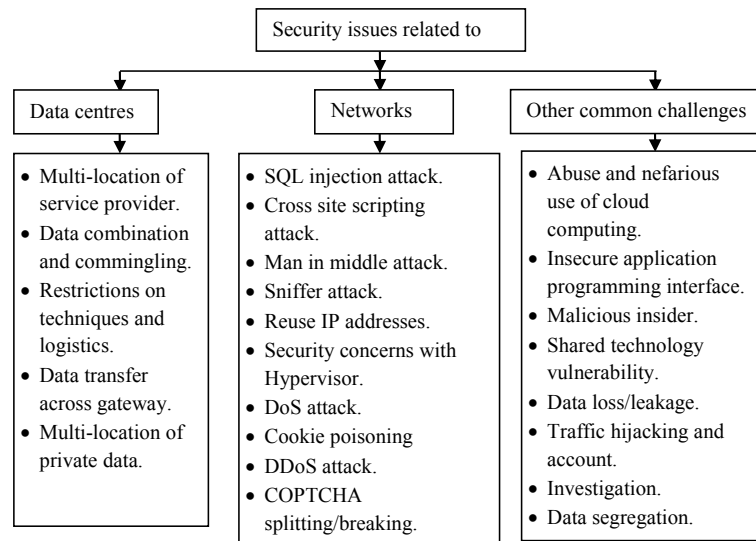 Security issues related to
Data centres
Networks
Other common challenges
• Multi-location of
service provider.
• Data combination
and commingling.
• Restrictions on
techniques and
logistics.
• Data transfer
across gateway.
• Multi-location of
private data.
• SQL injection attack.
• Cross site scripting
attack.
• Man in middle attack.
• Sniffer attack.
• Reuse IP addresses.
• Security concerns with
Hypervisor.
• DoS attack.
• Cookie poisoning
• DDoS attack.
• COPTCHA
splitting/breaking.
• Abuse and nefarious
use of cloud
computing.
• Insecure application
programming interface.
• Malicious insider.
• Shared technology
vulnerability.
• Data loss/leakage.
• Traffic hijacking and
account.
• Investigation.
• Data segregation.